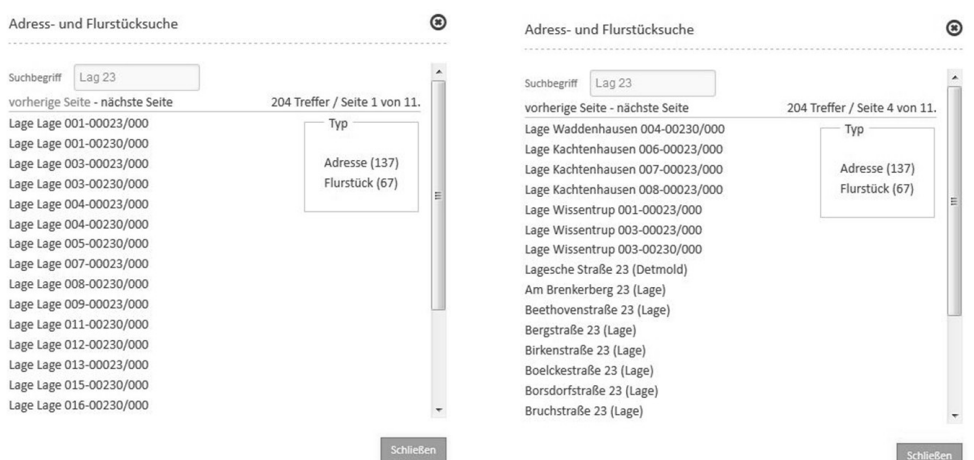 Adress- und Flurstücksuche
Suchbegriff Lag 23
vorherige Seite - nächste Seite 204 Treffer / Seite 1 von 11.
Lage Lage 001-00023/000
Lage Lage 001-00230/000
Lage Lage 003-00023/000
Lage Lage 003-00230/000
Lage Lage 004-00023/000
Lage Lage 004-00230/000
Lage Lage 005-00230/000
Lage Lage 007-00023/000
Lage Lage 008-00230/000
Lage Lage 009-00023/000
Lage Lage 011-00230/000
Lage Lage 012-00230/000
Lage Lage 013-00023/000
Lage Lage 015-00230/000
Lage Lage 016-00230/000
Typ
Adresse (137)
Flurstück (67)
Schließen
Adress- und Flurstücksuche
Suchbegriff Lag 23
vorherige Seite - nächste Seite 204 Treffer / Seite 4 von 11.
Lage Waddenhausen 004-00230/000
Lage Kachtenhausen 006-00023/000
Lage Kachtenhausen 007-00023/000
Lage Kachtenhausen 008-00023/000
Lage Wissentrup 001-00023/000
Lage Wissentrup 003-00023/000
Lage Wissentrup 003-00230/000
Lagesche Straße 23 (Detmold)
Am Brenkerberg 23 (Lage)
Beethovenstraße 23 (Lage)
Bergstraße 23 (Lage)
Birkenstraße 23 (Lage)
Boelckestraße 23 (Lage)
Borsdorfstraße 23 (Lage)
Bruchstraße 23 (Lage)
Typ
Adresse (137)
Flurstück (67)
Schließen